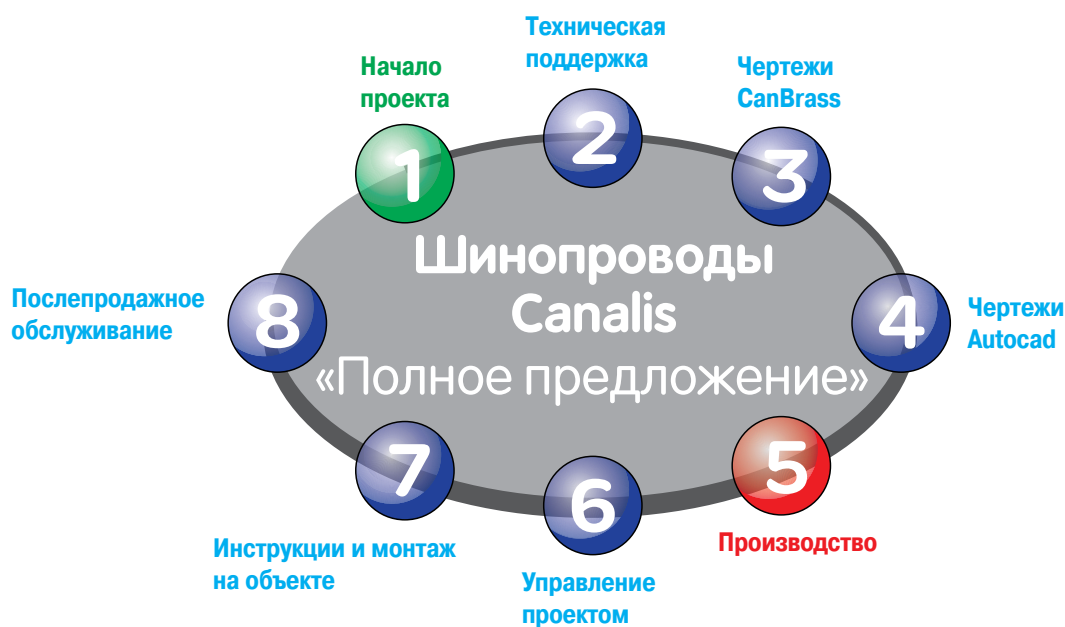 Начало
проекта
1
Техническая
поддержка
2
Чертежи
CanBrass
3
Чертежи
Autocad
4
Производство
5
Управление
проектом
6
Инструкции и монтаж
на объекте
7
Послепродажное
обслуживание
8
Шинопроводы
Canalis
«Полное предложение»